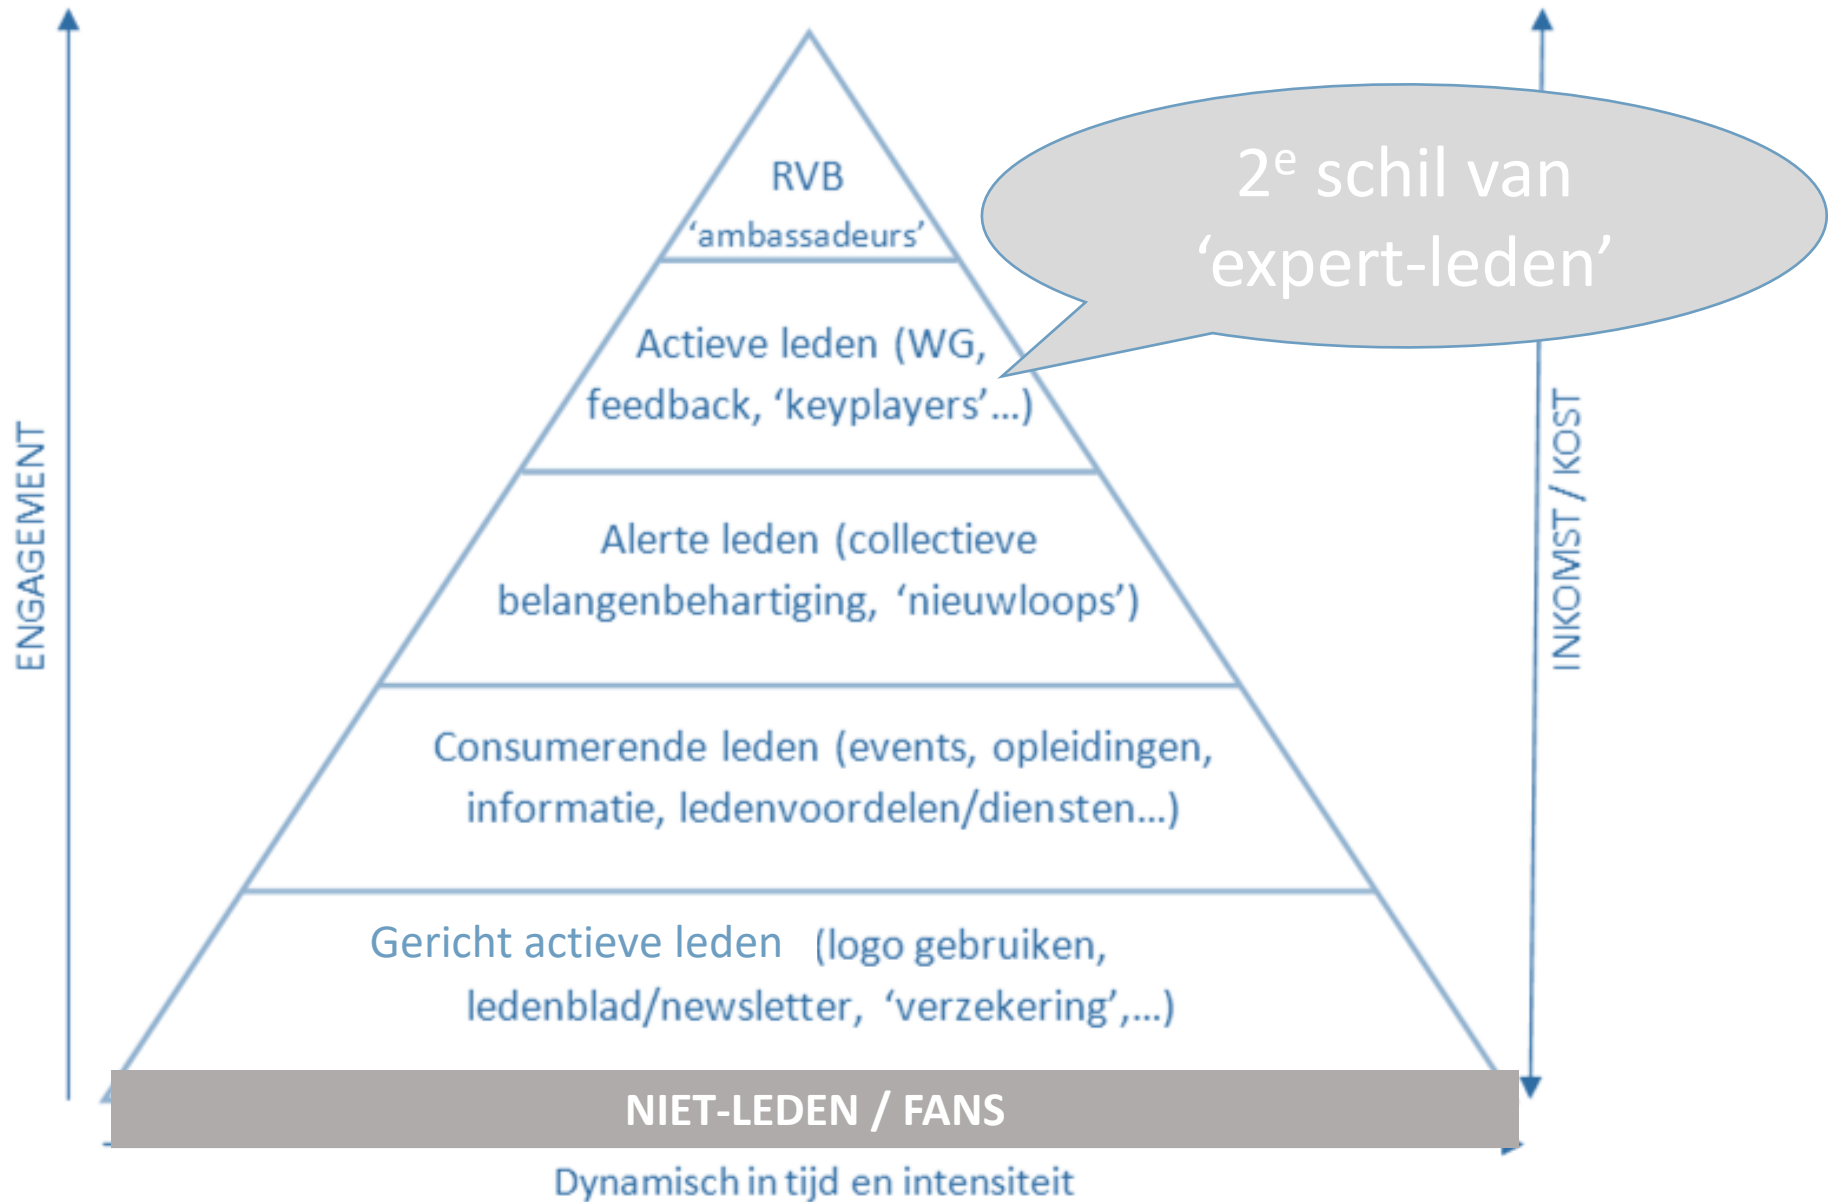 RVB
‘ambassadeurs’
2e schil van
‘expert-leden’
Actieve leden (WG,
feedback, ‘keyplayers’…)
Alerte leden (collectieve
belangenbehartiging, ‘nieuwloops’)
Consumerende leden (events, opleidingen,
informatie, ledenvoordelen/diensten…)
Gericht actieve leden (logo gebruiken,
ledenblad/newsletter, ‘verzekering’,…)
NIET-LEDEN / FANS
Dynamisch in tijd en intensiteit
ENGAGEMENT
INKOMST / KOST